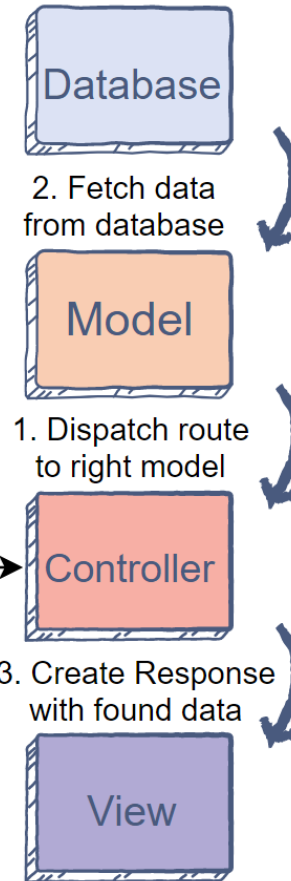 Database
2. Fetch data
from database
Model
1. Dispatch route
to right model
Controller
3. Create Response
with found data
View